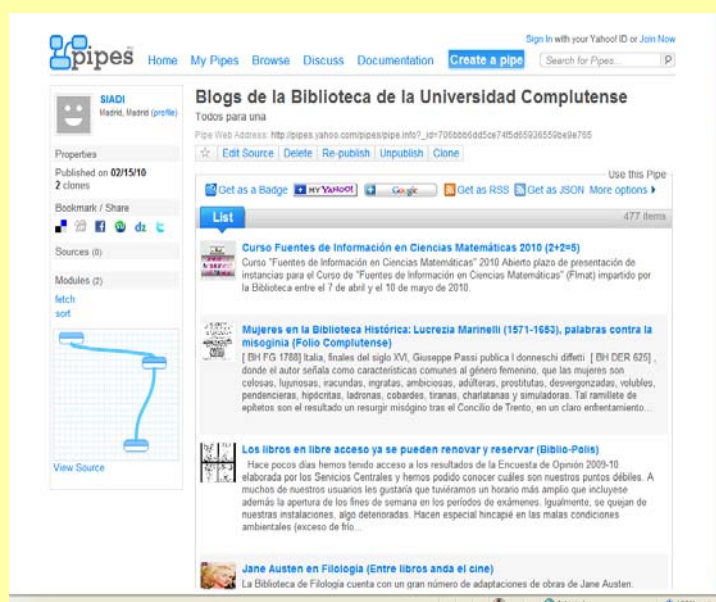 Sign In with your Yahoo! ID or Join Now
pipes Home My Pipes Browse Discuss Documentation Create a pipe Search for Pipes...
SIADI
Madrid, Madrid (profile)
Properties
Published on 02/15/10
2 clones
Bookmark / Share
Sources (0)
Modules (2)
fetch
sort
View Source
Blogs de la Biblioteca de la Universidad Complutense
Todos para una
Pipe Web Address: http://pipes.yahoo.com/pipes/pipe.info?_id=706bbb6dd5ce74f5d65936559be9e765
Edit Source Delete Re-publish Unpublish Clone
Use this Pipe
Get as a Badge MY YAHOO! Google Get as RSS Get as JSON More options
List 477 items
Curso Fuentes de Información en Ciencias Matemáticas 2010 (2+2=5)
Curso "Fuentes de Información en Ciencias Matemáticas" 2010 Abierto plazo de presentación de
instancias para el Curso de "Fuentes de Información en Ciencias Matemáticas" (FImat) impartido por
la Biblioteca entre el 7 de abril y el 10 de mayo de 2010.
Mujeres en la Biblioteca Histórica: Lucrezia Marinelli (1571-1653), palabras contra la
misoginia (Folio Complutense)
[ BH FG 1788] Italia, finales del siglo XVI, Giuseppe Passi publica I donneschi diffetti [ BH DER 625] ,
donde el autor señala como características comunes al género femenino, que las mujeres son
celosas, lujuriosas, iracundas, ingratas, ambiciosas, adúlteras, prostitutas, desvergonzadas, volubles,
pendencieras, hipócritas, ladronas, cobardes, tiranas, charlatanas y simuladoras. Tal ramillete de
epítetos son el resultado un resurgir misógino tras el Concilio de Trento, en un claro enfrentamiento...
Los libros en libre acceso ya se pueden renovar y reservar (Biblio-Polis)
Hace pocos días hemos tenido acceso a los resultados de la Encuesta de Opinión 2009-10
elaborada por los Servicios Centrales y hemos podido conocer cuáles son nuestros puntos débiles. A
muchos de nuestros usuarios les gustaría que tuviéramos un horario más amplio que incluyese
además la apertura de los fines de semana en los períodos de exámenes. Igualmente, se quejan de
nuestras instalaciones, algo deterioradas. Hacen especial hincapié en las malas condiciones
ambientales (exceso de frío...
Jane Austen en Filología (Entre libros anda el cine)
La Biblioteca de Filología cuenta con un gran número de adaptaciones de obras de Jane Austen.